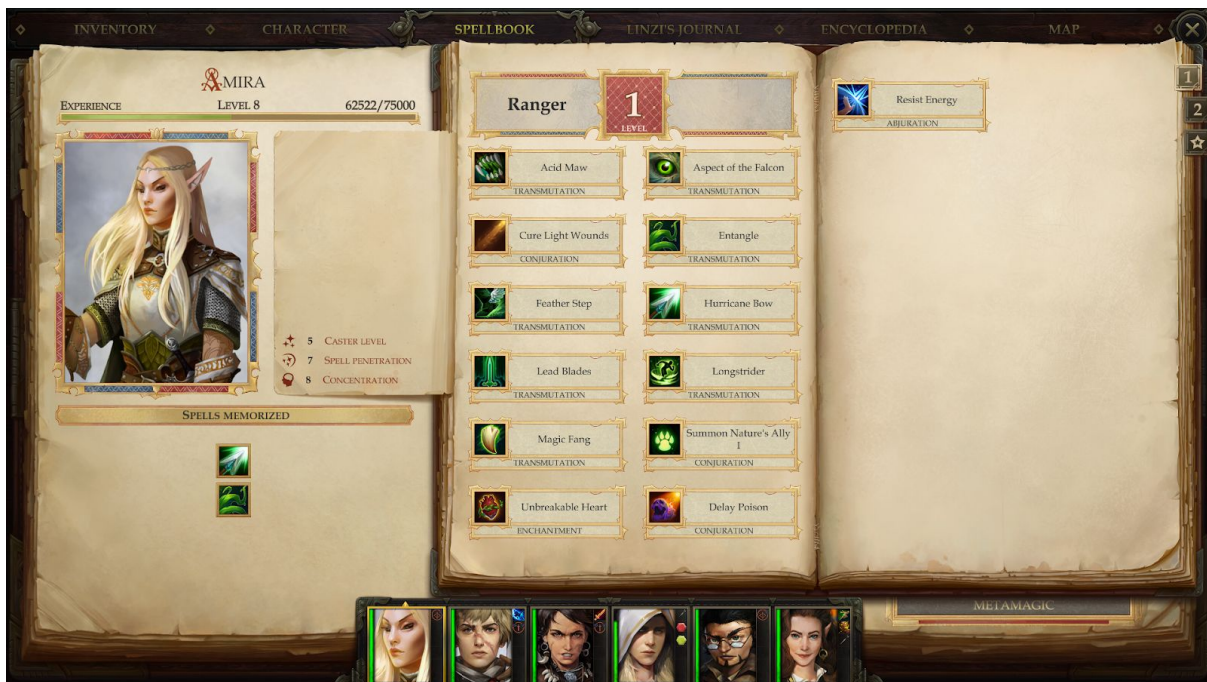 INVENTORY
CHARACTER
SPELLBOOK
LINZI'S JOURNAL
ENCYCLOPEDIA
MAP
AMIRA
EXPERIENCE LEVEL 8 62522/75000
5 CASTER LEVEL
7 SPELL PENETRATION
8 CONCENTRATION
SPELLS MEMORIZED
Ranger
1
LEVEL
Acid Maw
TRANSMUTATION
Aspect of the Falcon
TRANSMUTATION
Cure Light Wounds
CONJURATION
Entangle
TRANSMUTATION
Feather Step
TRANSMUTATION
Hurricane Bow
TRANSMUTATION
Lead Blades
TRANSMUTATION
Longstrider
TRANSMUTATION
Magic Fang
TRANSMUTATION
Summon Nature's Ally
I
CONJURATION
Unbreakable Heart
ENCHANTMENT
Delay Poison
CONJURATION
Resist Energy
ABJURATION
1
2
METAMAGIC